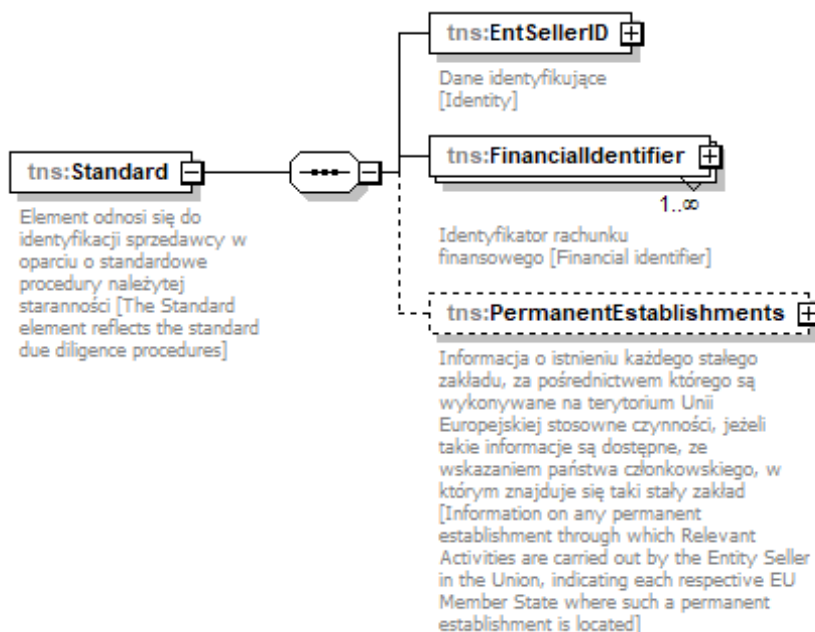 tns:EntSellerID
Dane identyfikujące
[Identity]
tns:Standard
Element odnosi się do
identyfikacji sprzedawcy w
oparciu o standardowe
procedury należytej
staranności [The Standard
element reflects the standard
due diligence procedures]
tns:FinancialIdentifier
1..∞
Identyfikator rachunku
finansowego [Financial identifier]
tns:PermanentEstablishments
Informacja o istnieniu każdego stałego
zakładu, za pośrednictwem którego są
wykonywane na terytorium Unii
Europejskiej stosowne czynności, jeżeli
takie informacje są dostępne, ze
wskazaniem państwa członkowskiego, w
którym znajduje się taki stały zakład
[Information on any permanent
establishment through which Relevant
Activities are carried out by the Entity Seller
in the Union, indicating each respective EU
Member State where such a permanent
establishment is located]